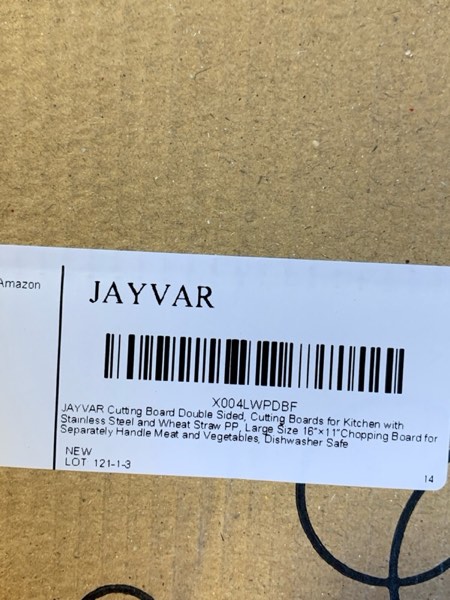 Amazon
JAYVAR
X004LWPDBF
JAYVAR Cutting Board Double Sided, Cutting Boards for Kitchen with
Stainless Steel and Wheat Straw PP, Large Size 16"×11"Chopping Board for
Separately Handle Meat and Vegetables, Dishwasher Safe
NEW
LOT 121-1-3
14